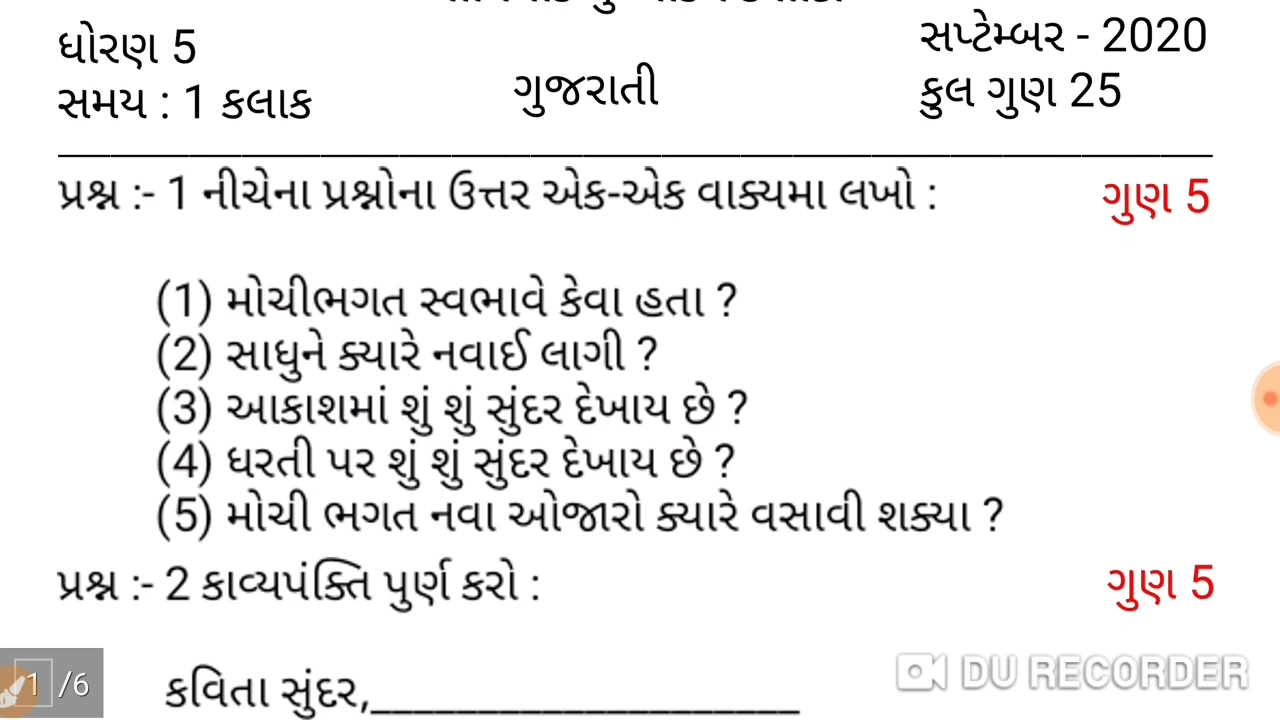 ધોરણ 5
સપ્ટેમ્બર - 2020
સમય : 1 કલાક
ગુજરાતી
કુલ ગુણ 25
પ્રશ્ન :- 1 નીચેના પ્રશ્નોના ઉત્તર એક-એક વાક્યમા લખો : ગુણ 5
(1) મોચીભગત સ્વભાવે કેવા હતા ?
(2) સાધુને ક્યારે નવાઈ લાગી ?
(3) આકાશમાં શું શું સુંદર દેખાય છે ?
(4) ધરતી પર શું શું સુંદર દેખાય છે ?
(5) મોચી ભગત નવા ઓજારો ક્યારે વસાવી શક્યા ?
પ્રશ્ન :- 2 કાવ્યપંક્તિ પુર્ણ કરો : ગુણ 5
કવિતા સુંદર,____________________
1 /6
DU RECORDER